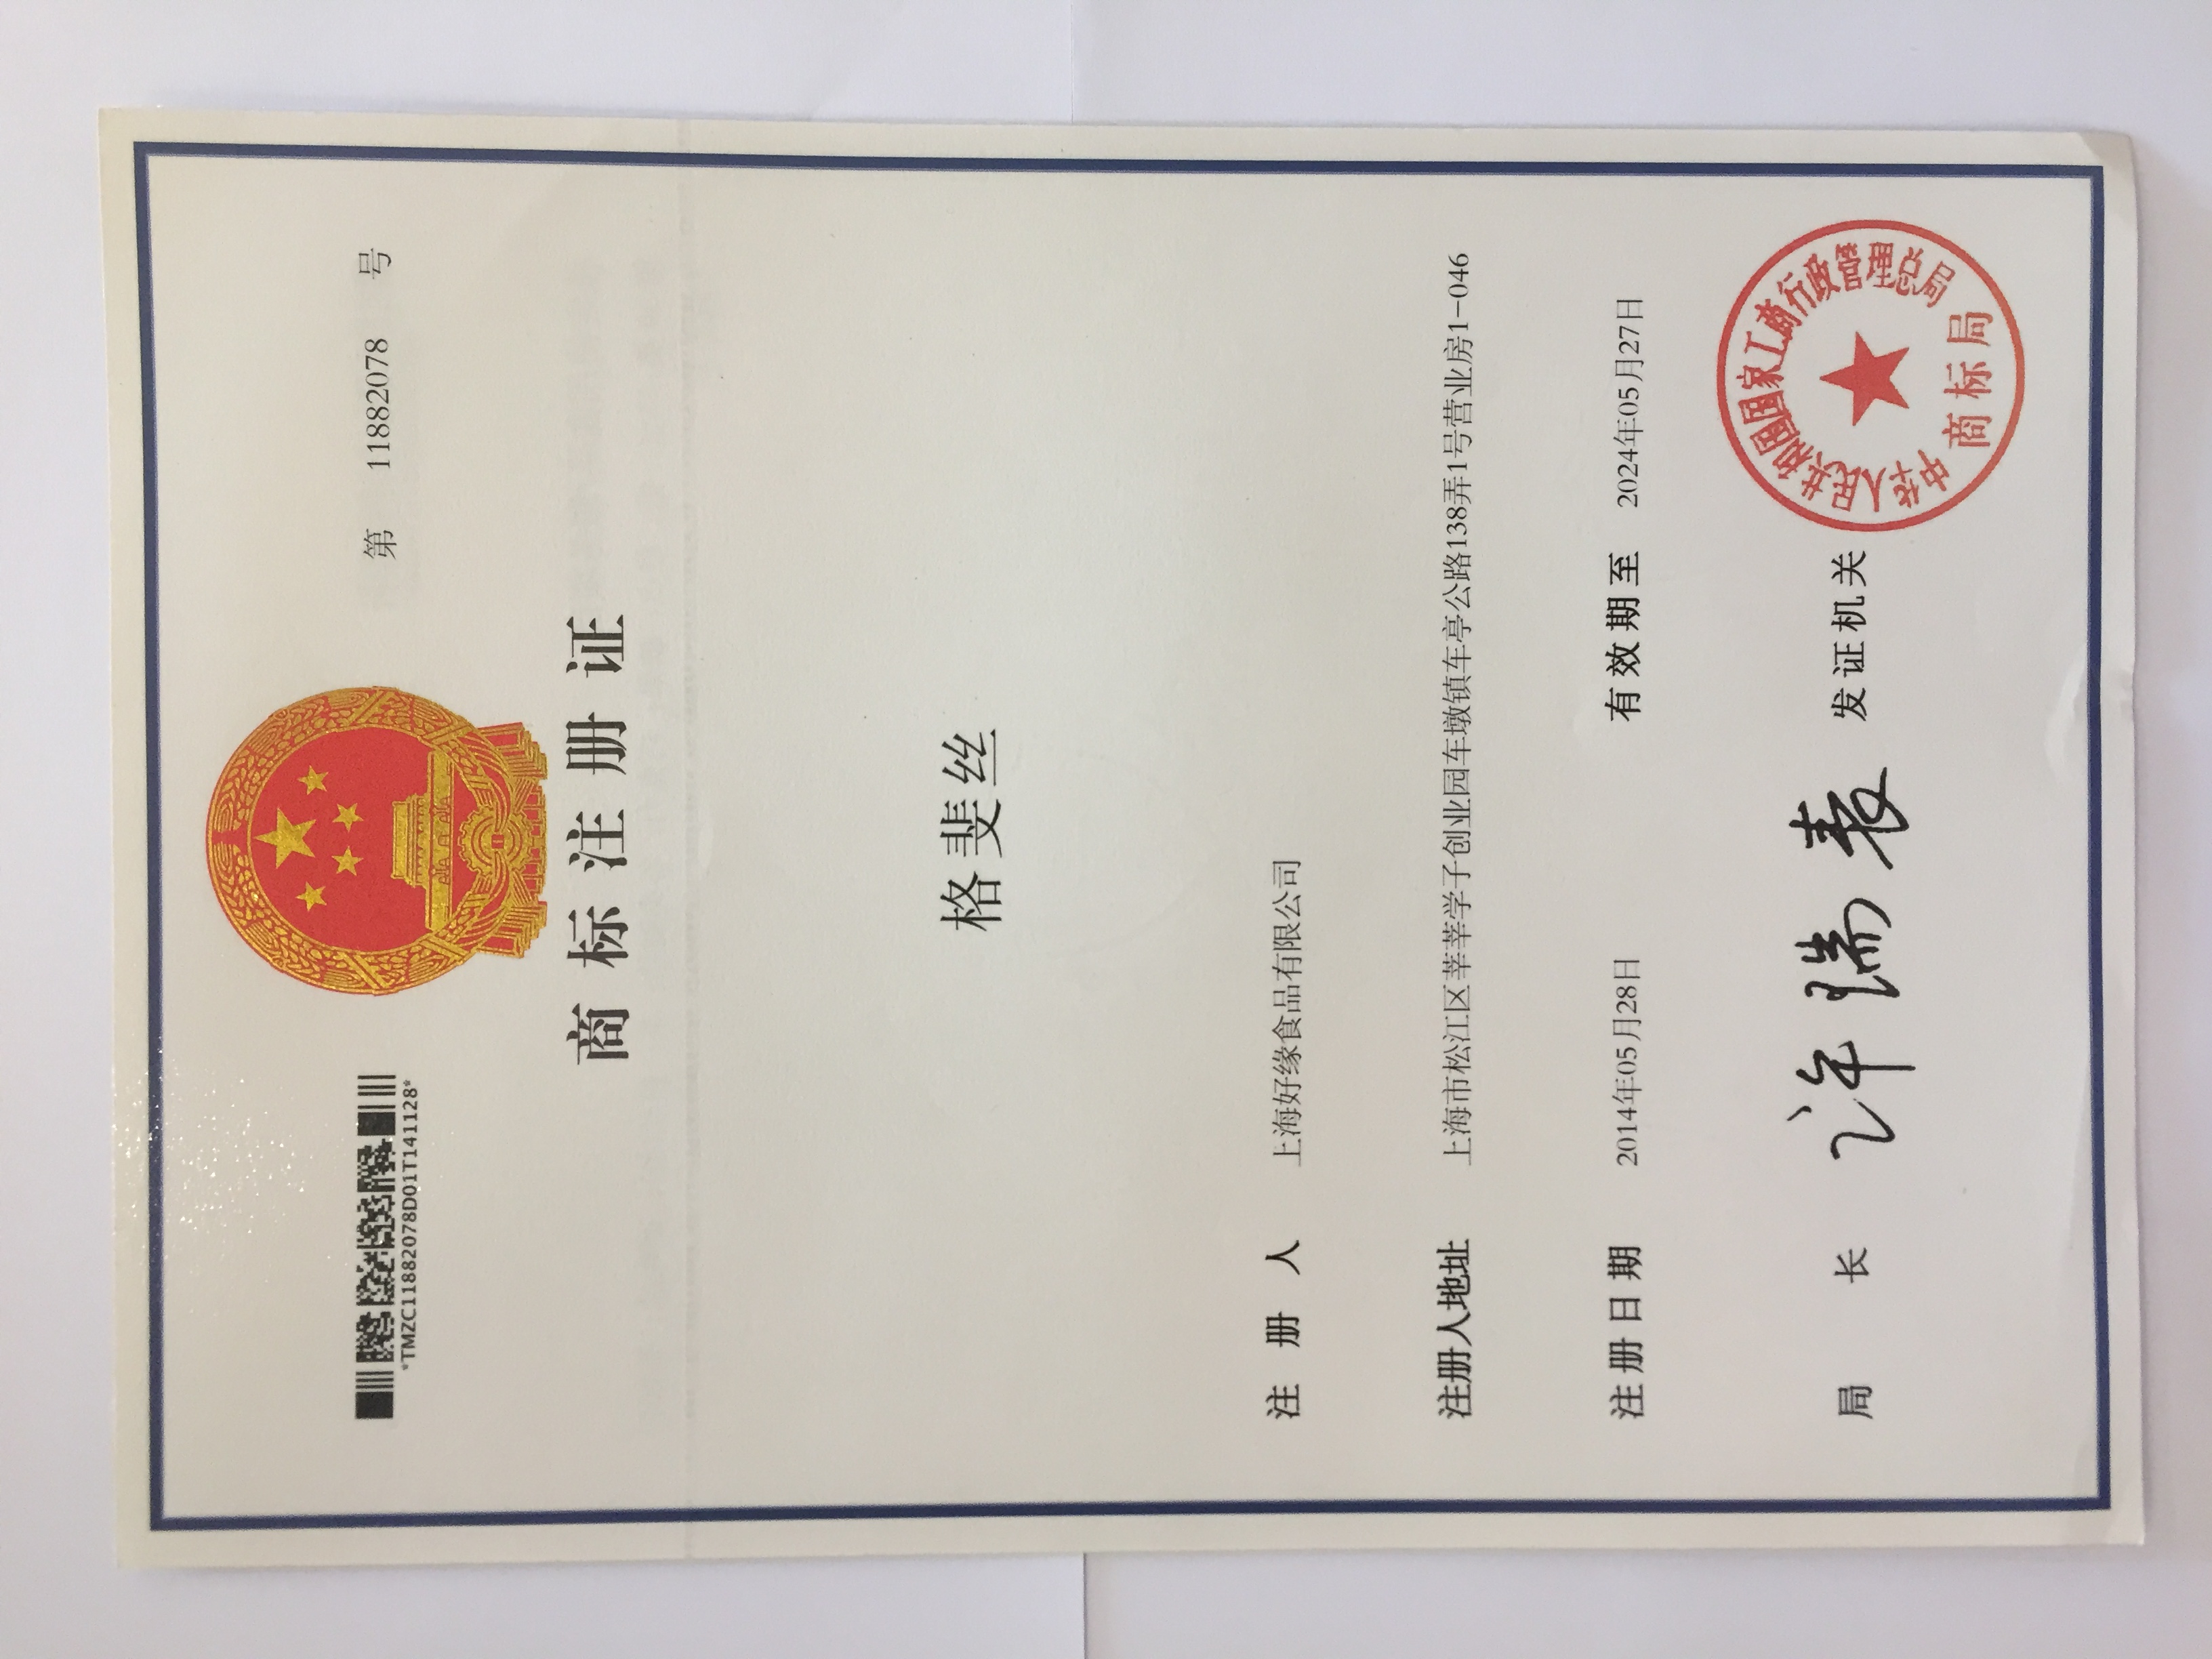 第 11882078 号
*TMZC11882078D01T141128*
商标注册证
格斐丝
注册人 上海好缘食品有限公司
注册人地址 上海市松江区莘莘学子创业园车墩镇车亭公路138弄1号营业房1-046
注册日期 2014年05月28日 有效期至 2024年05月27日
局长 许瑞表 发证机关
中华人民共和国国家工商行政管理总局
商标局